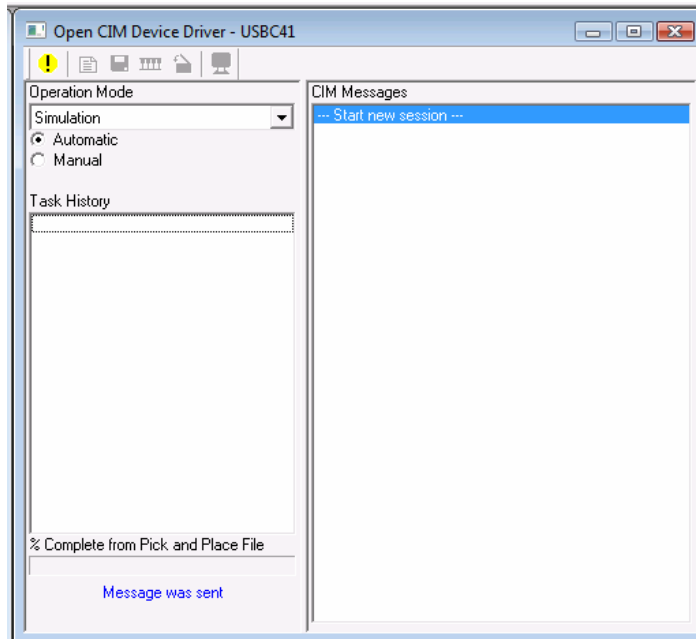 Open CIM Device Driver - USBC41
Operation Mode
Simulation
Automatic
Manual
Task History
% Complete from Pick and Place File
Message was sent
CIM Messages
--- Start new session ---